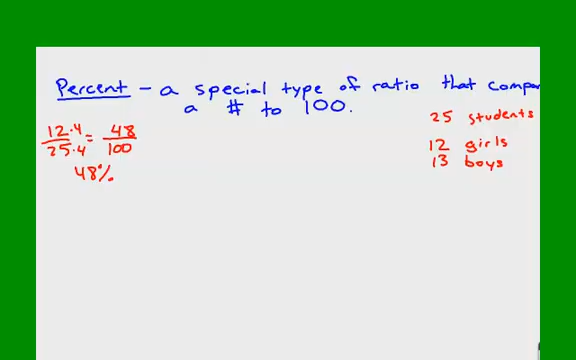 Percent – a special type of ratio that compar
a # to 100.
25 students
12 girls
13 boys
12·4 / 25·4 = 48 / 100
48%